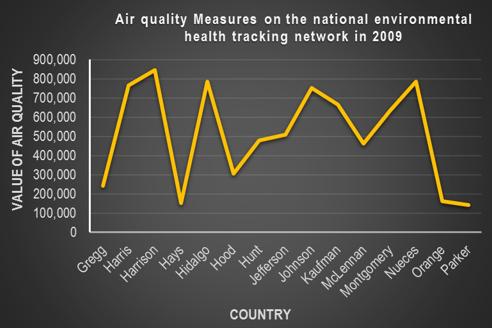 Air quality Measures on the national environmental
health tracking network in 2009
VALUE OF AIR QUALITY
900,000
800,000
700,000
600,000
500,000
400,000
300,000
200,000
100,000
0
Gregg
Harris
Harrison
Hays
Hidalgo
Hood
Hunt
Jefferson
Johnson
Kaufman
McLennan
Montgomery
Nueces
Orange
Parker
COUNTRY